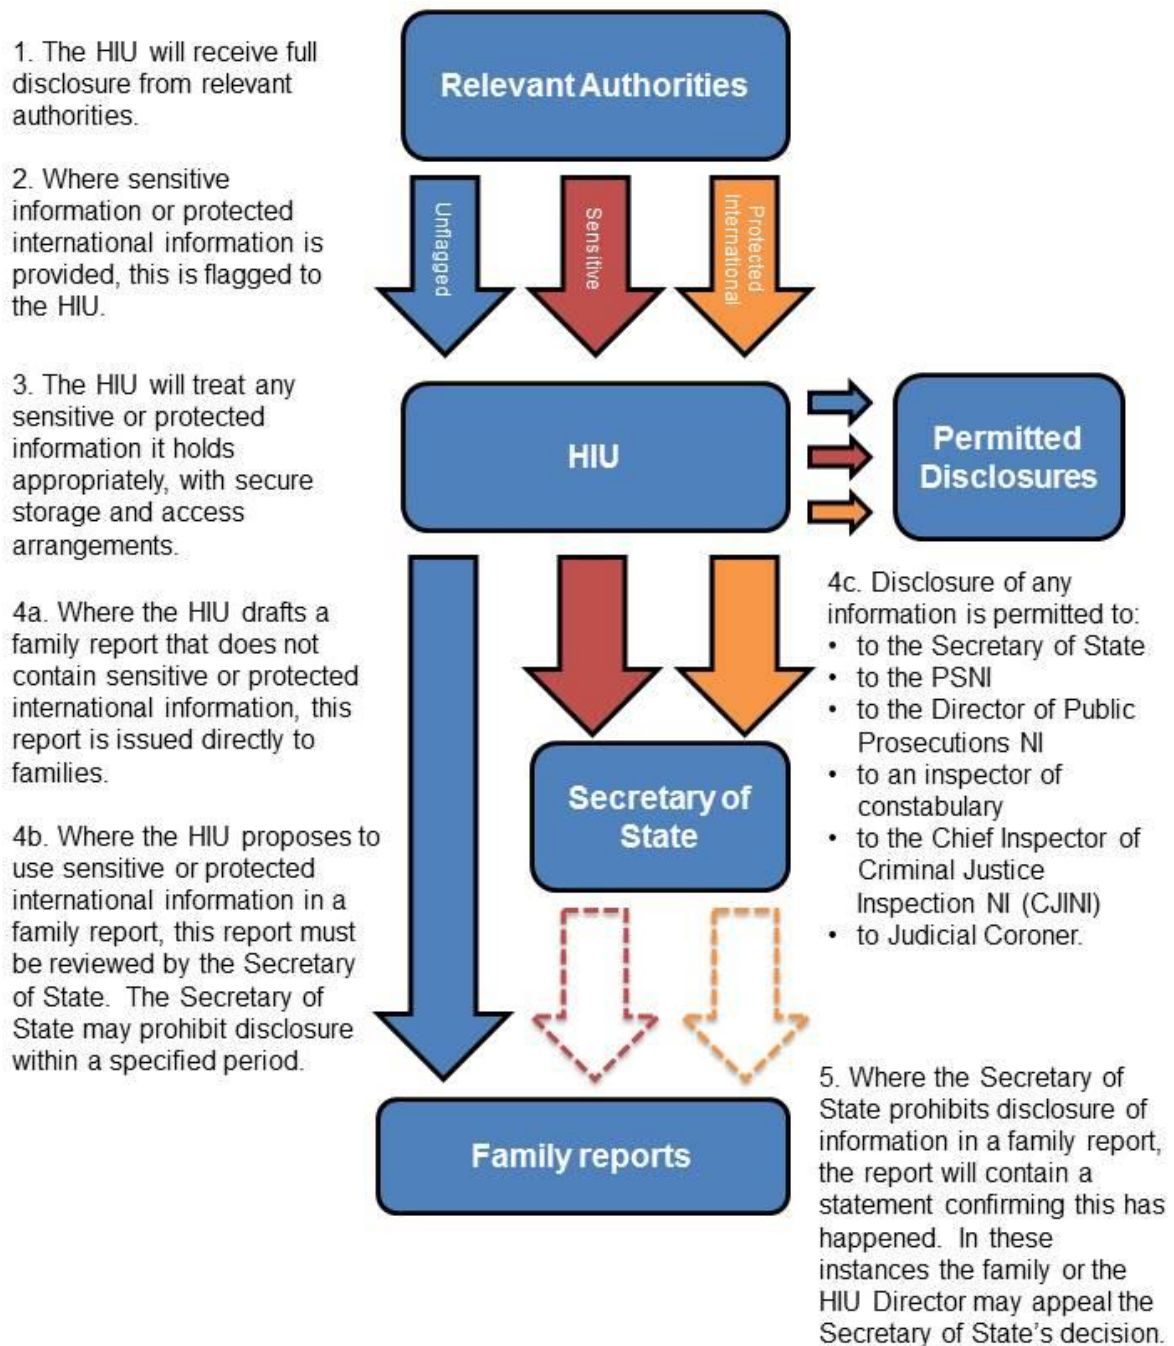 Relevant Authorities
1. The HIU will receive full
disclosure from relevant
authorities.
2. Where sensitive
information or protected
international information is
provided, this is flagged to
the HIU.
Unflagged
Sensitive
Protected
International
3. The HIU will treat any
sensitive or protected
information it holds
appropriately, with secure
storage and access
arrangements.
HIU
Permitted
Disclosures
4a. Where the HIU drafts a
family report that does not
contain sensitive or protected
international information, this
report is issued directly to
families.
4b. Where the HIU proposes to
use sensitive or protected
international information in a
family report, this report must
be reviewed by the Secretary
of State. The Secretary of
State may prohibit disclosure
within a specified period.
Secretary of
State
4c. Disclosure of any
information is permitted to:
• to the Secretary of State
• to the PSNI
• to the Director of Public
Prosecutions NI
• to an inspector of
constabulary
• to the Chief Inspector of
Criminal Justice
Inspection NI (CJINI)
• to Judicial Coroner.
Family reports
5. Where the Secretary of
State prohibits disclosure of
information in a family report,
the report will contain a
statement confirming this has
happened. In these
instances the family or the
HIU Director may appeal the
Secretary of State's decision.